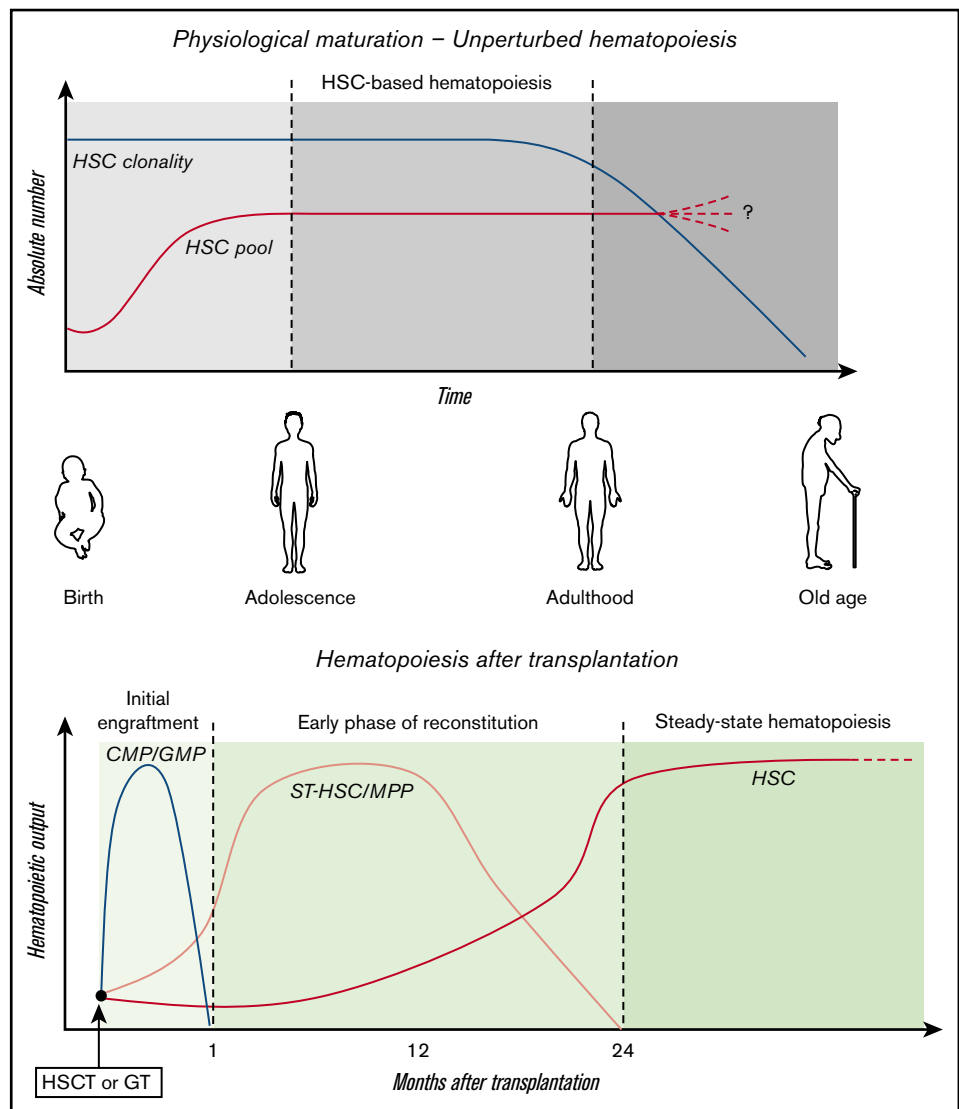 Physiological maturation – Unperturbed hematopoiesis
HSC-based hematopoiesis
Absolute number
HSC clonality
HSC pool
?
Time
Birth
Adolescence
Adulthood
Old age
Hematopoiesis after transplantation
Initial
engraftment
Early phase of reconstitution
Steady-state hematopoiesis
Hematopoietic output
CMP/GMP
ST-HSC/MPP
HSC
1
12
24
HSCT or GT
Months after transplantation